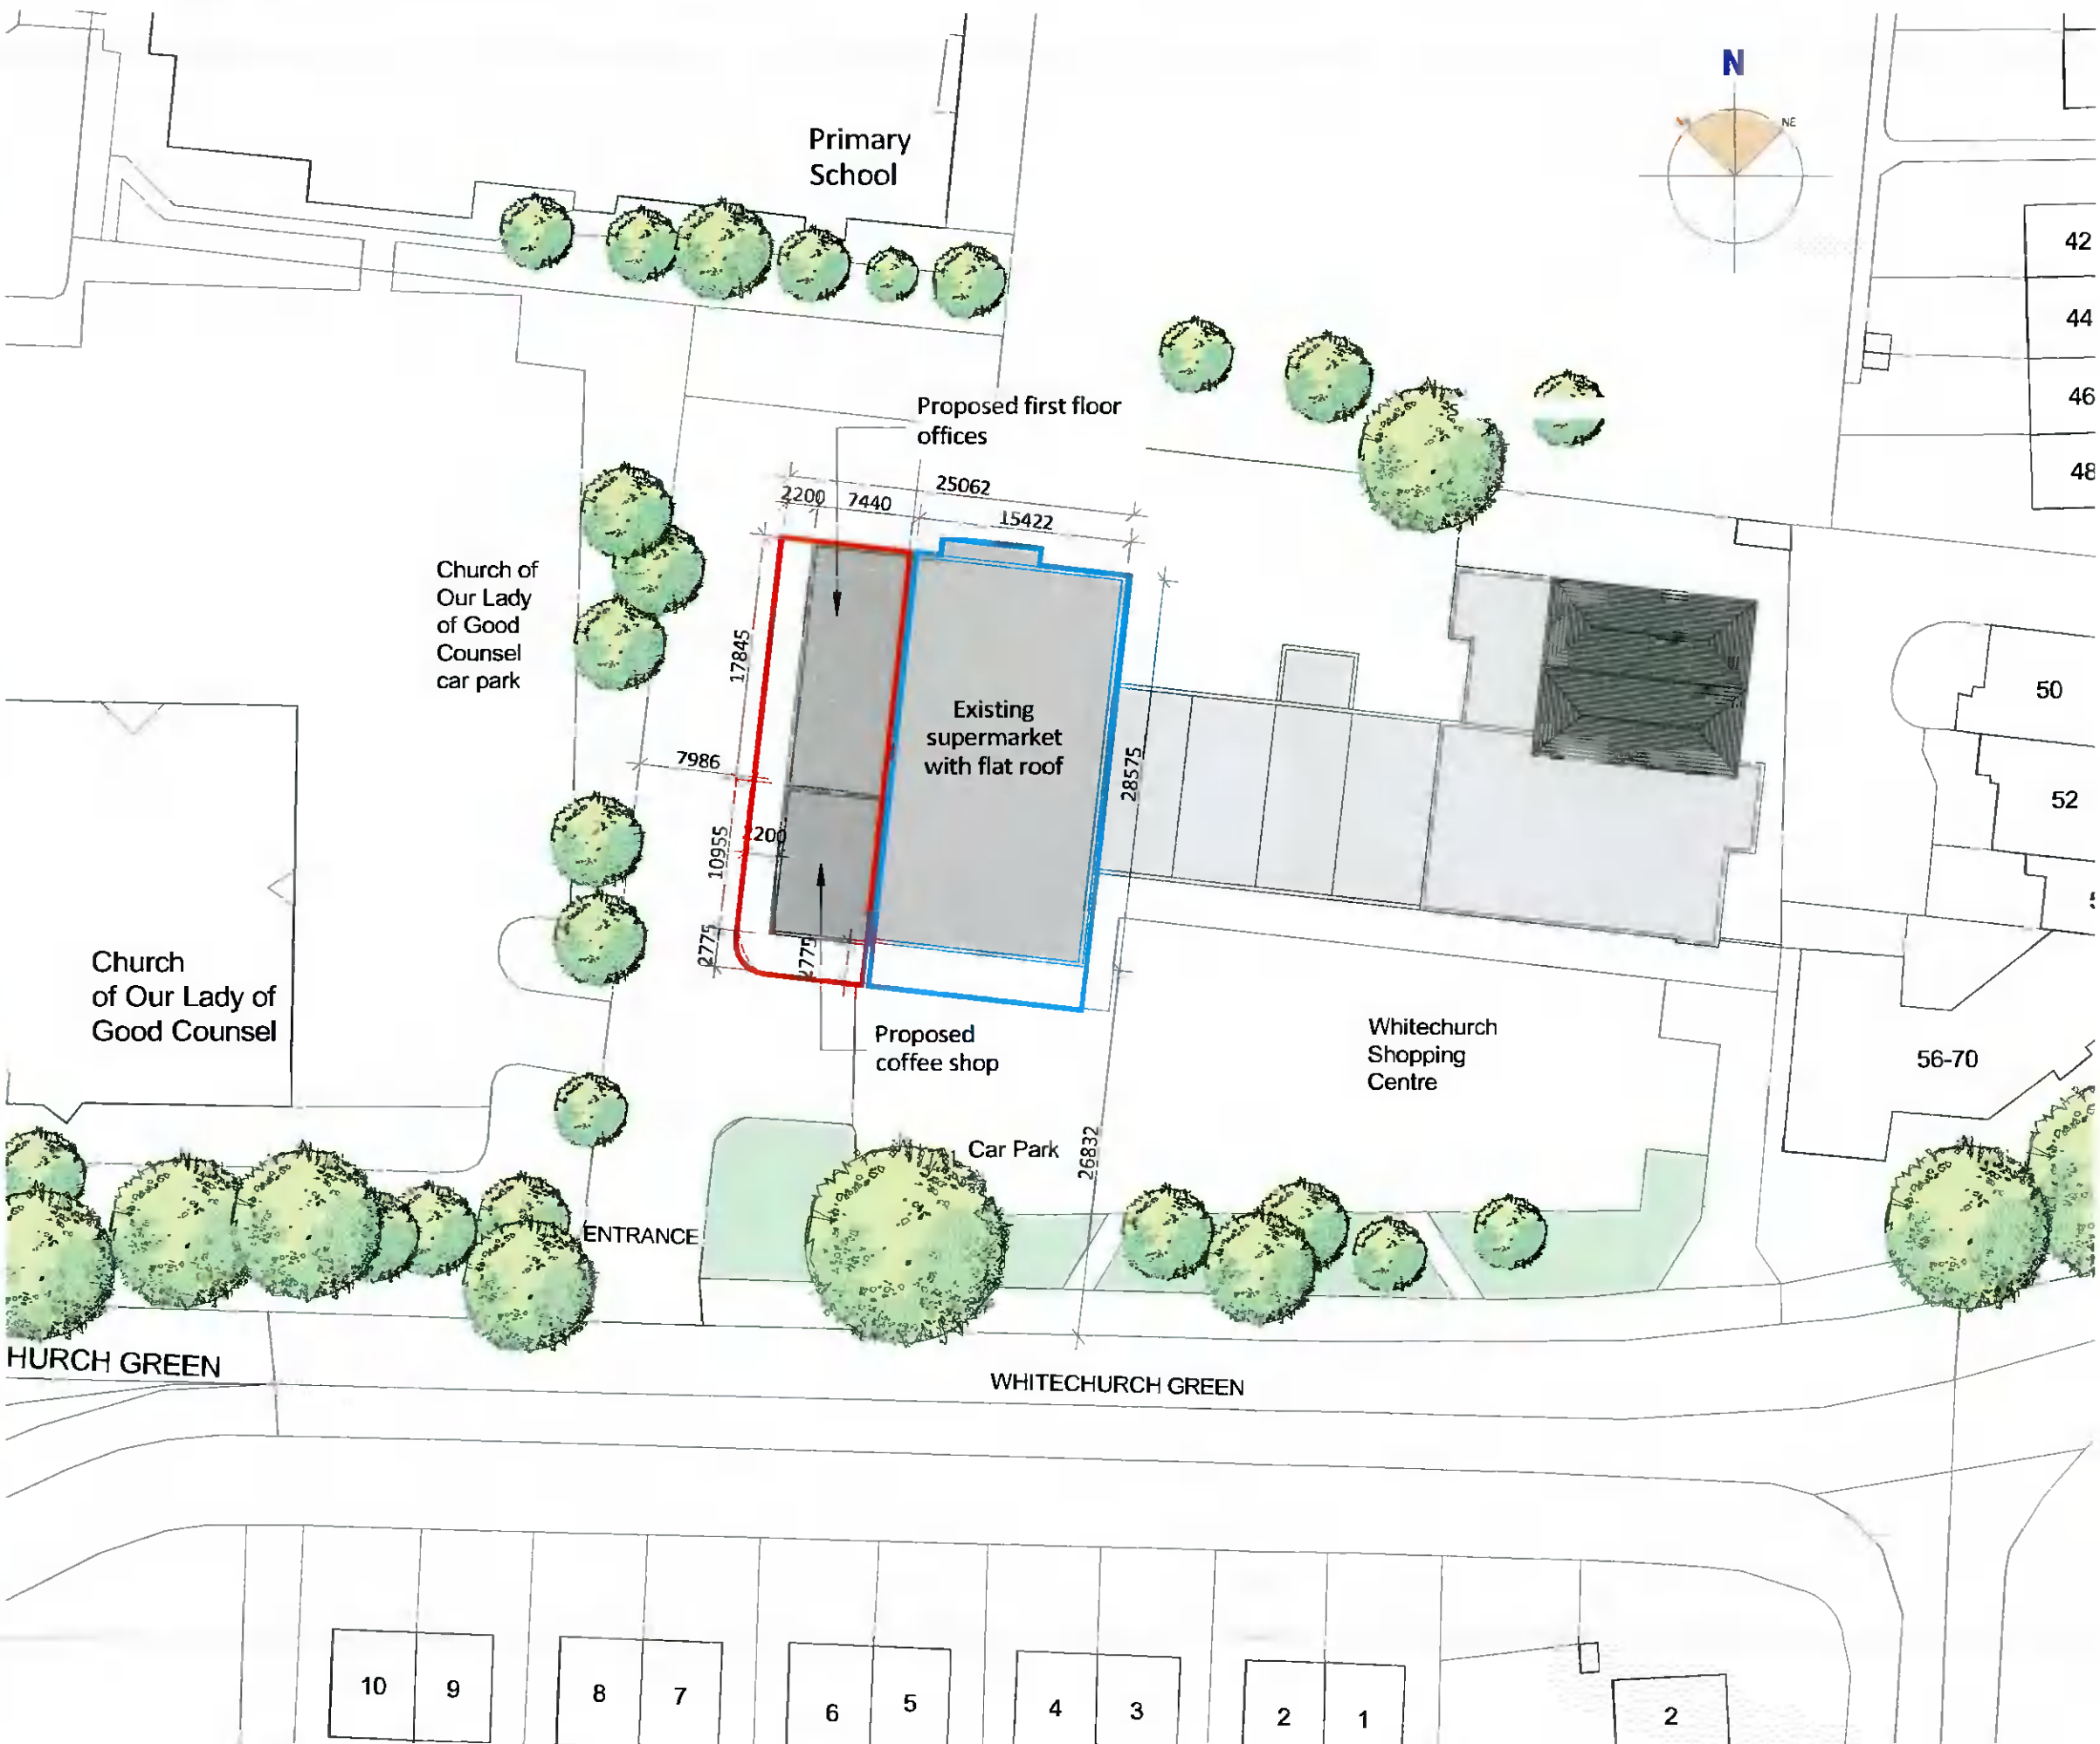 N
NE
Primary
School
42
44
46
48
Proposed first floor
offices
25062
2200
7440
15422
Church of
Our Lady
of Good
Counsel
car park
17845
Existing
supermarket
with flat roof
7986
28575
50
52
10955
2775
2775
Church
of Our Lady of
Good Counsel
Proposed
coffee shop
Whitechurch
Shopping
Centre
56-70
Car Park
26832
ENTRANCE
HURCH GREEN
WHITECHURCH GREEN
10
9
8
7
6
5
4
3
2
1
2